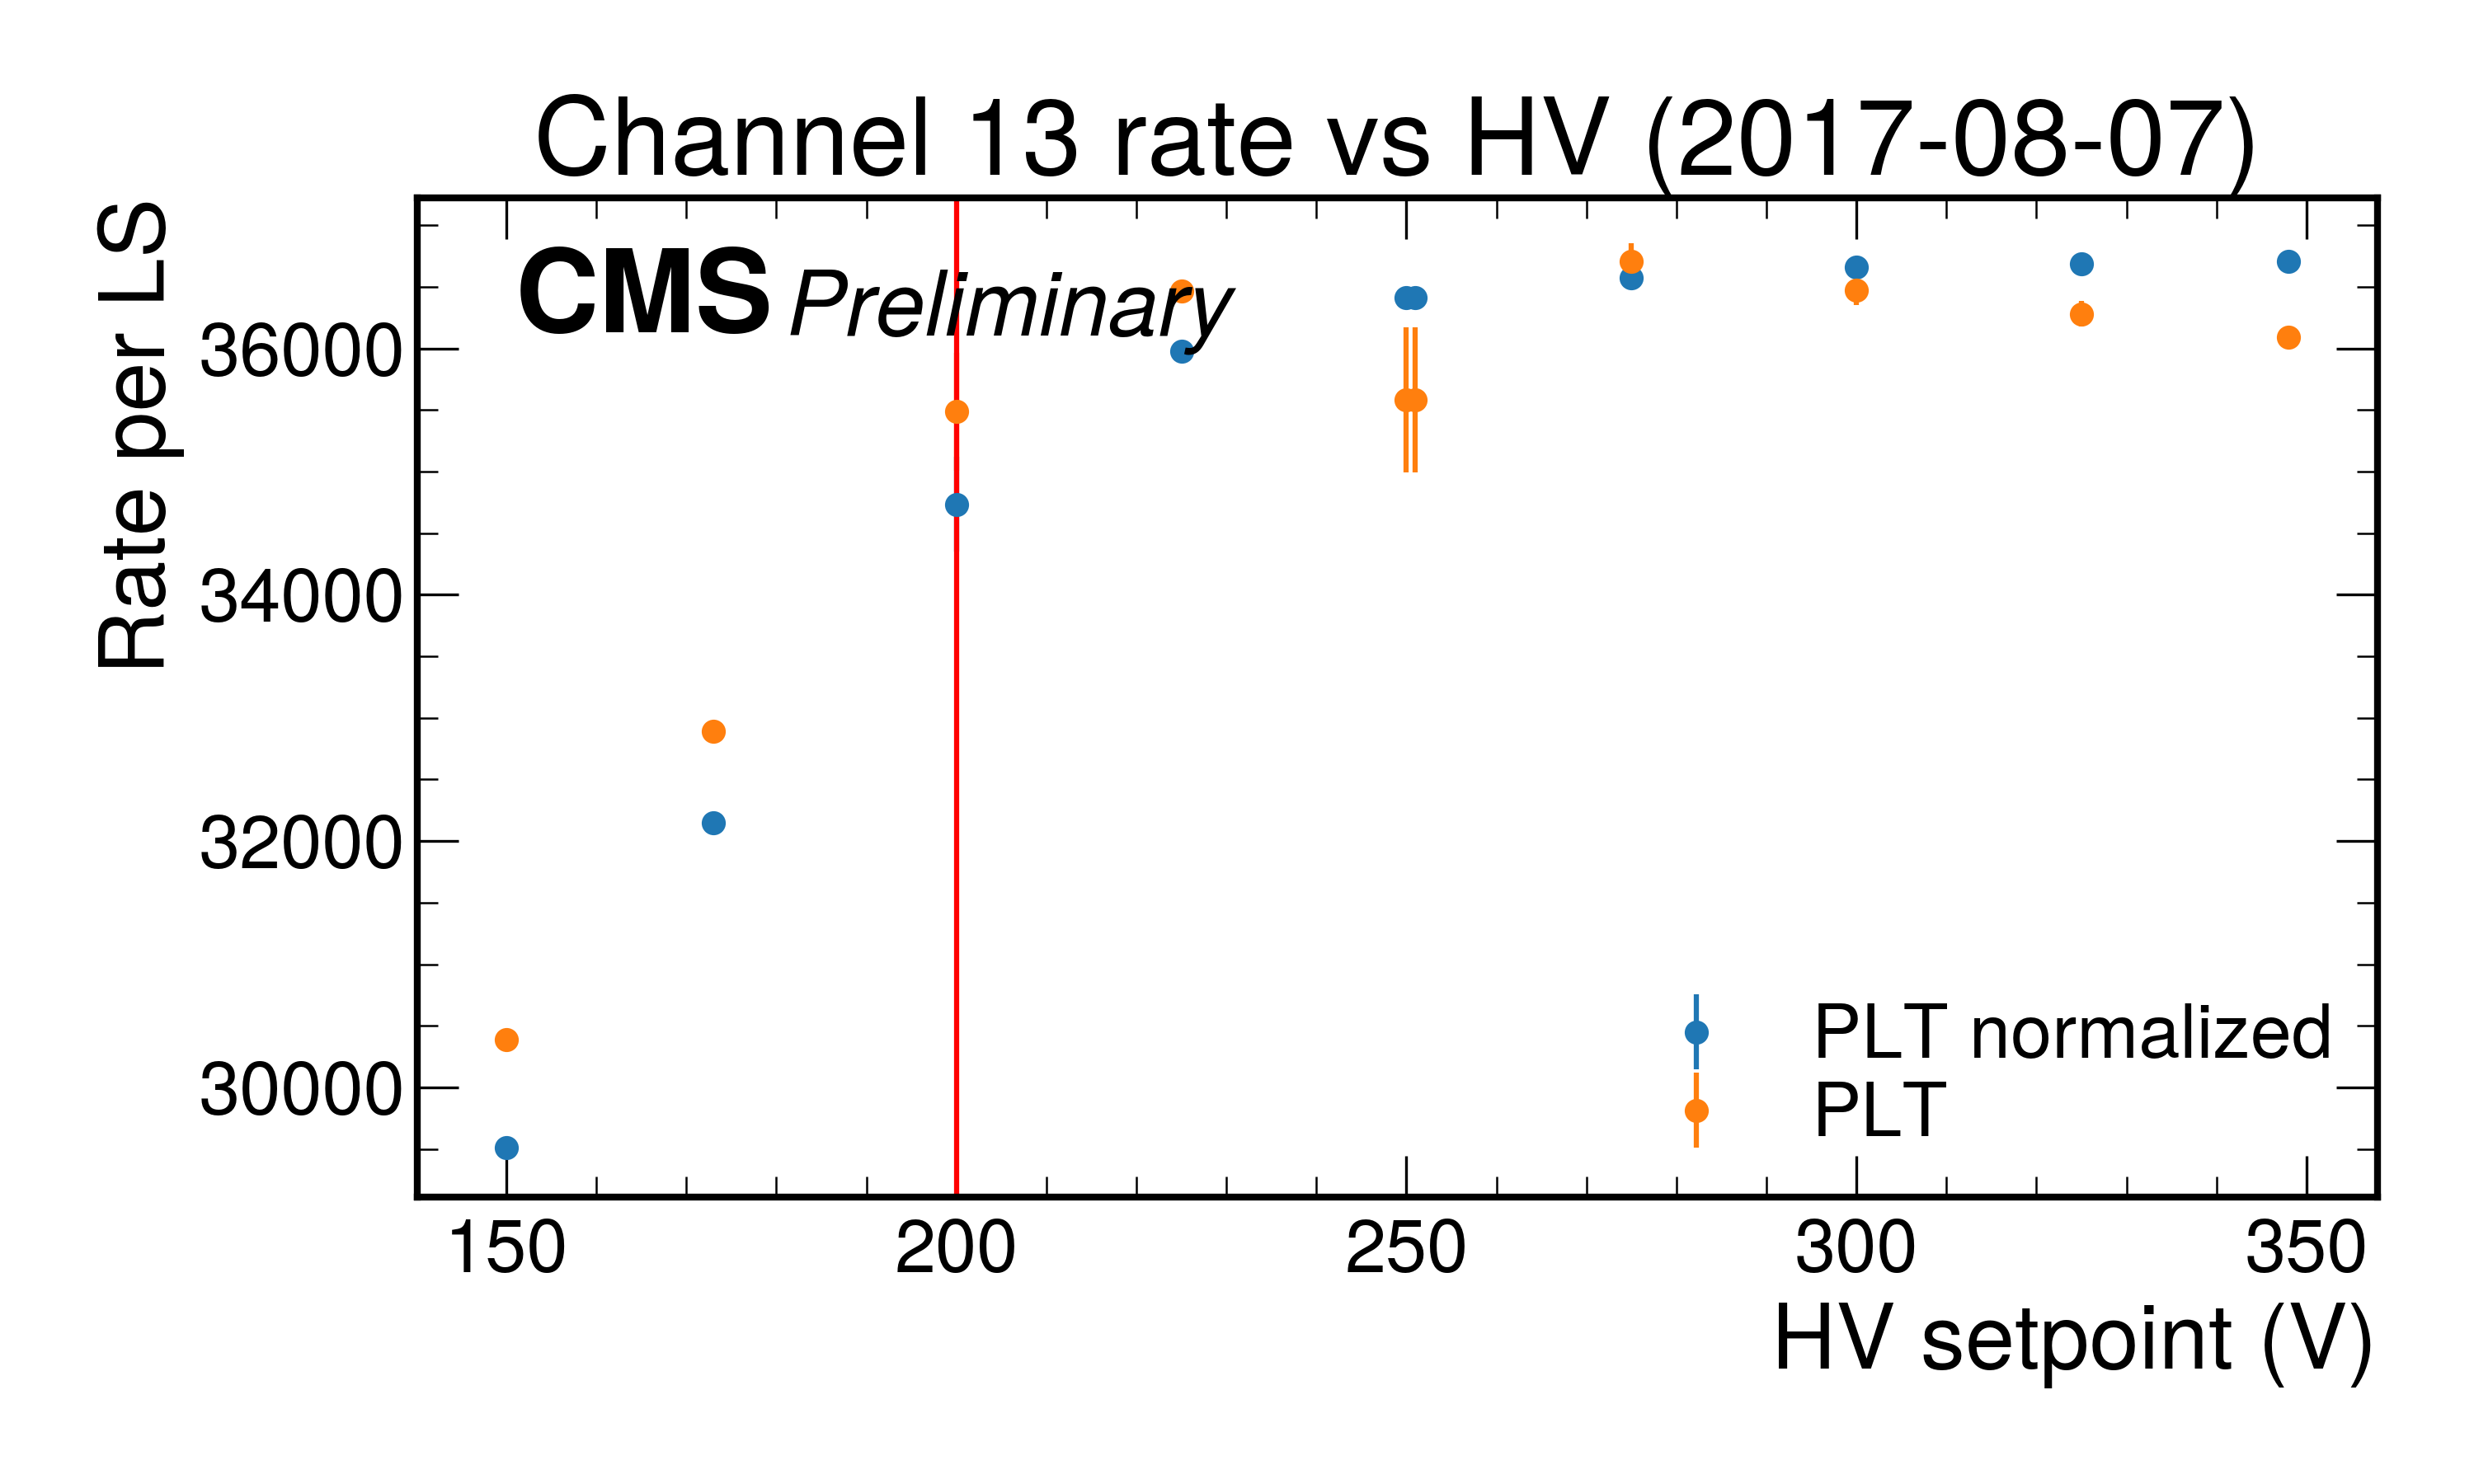 Channel 13 rate vs HV (2017-08-07)
CMS Preliminary
Rate per LS
36000
34000
32000
30000
PLT normalized
PLT
150 200 250 300 350
HV setpoint (V)